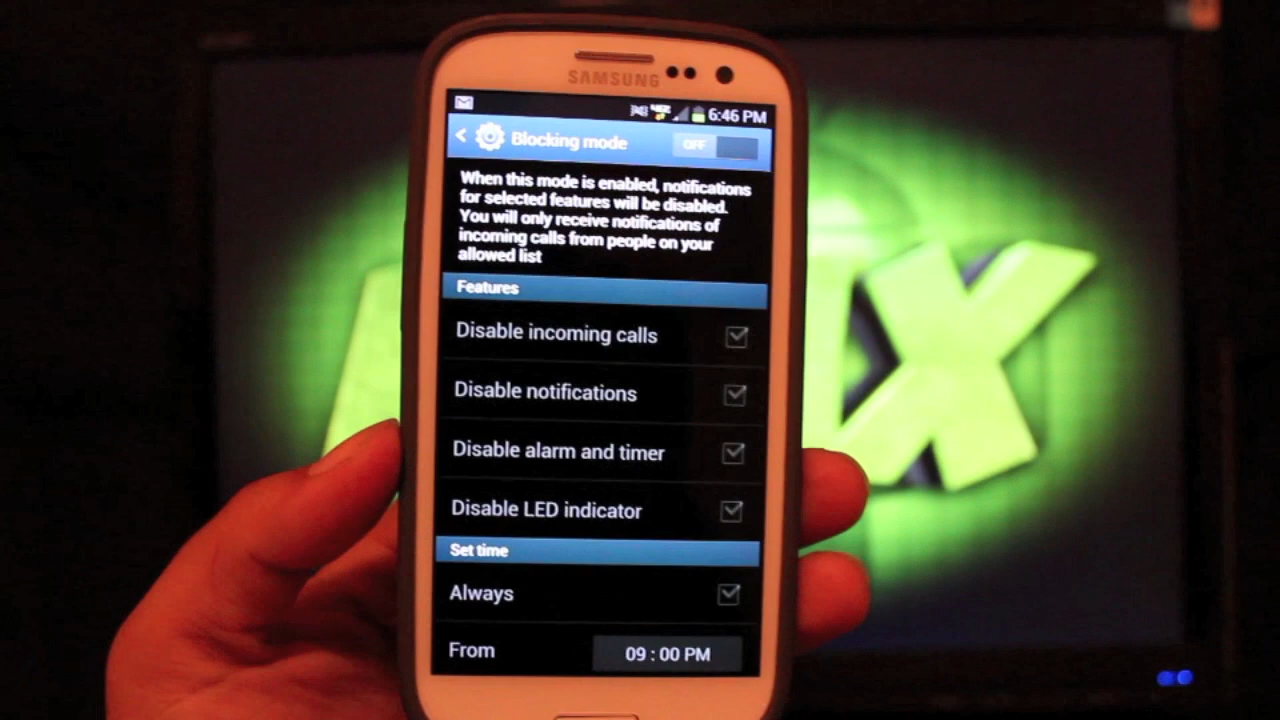 SAMSUNG
6:46 PM
Blocking mode
OFF
When this mode is enabled, notifications
for selected features will be disabled.
You will only receive notifications of
incoming calls from people on your
allowed list
Features
Disable incoming calls
Disable notifications
Disable alarm and timer
Disable LED indicator
Set time
Always
From
09 : 00 PM
X